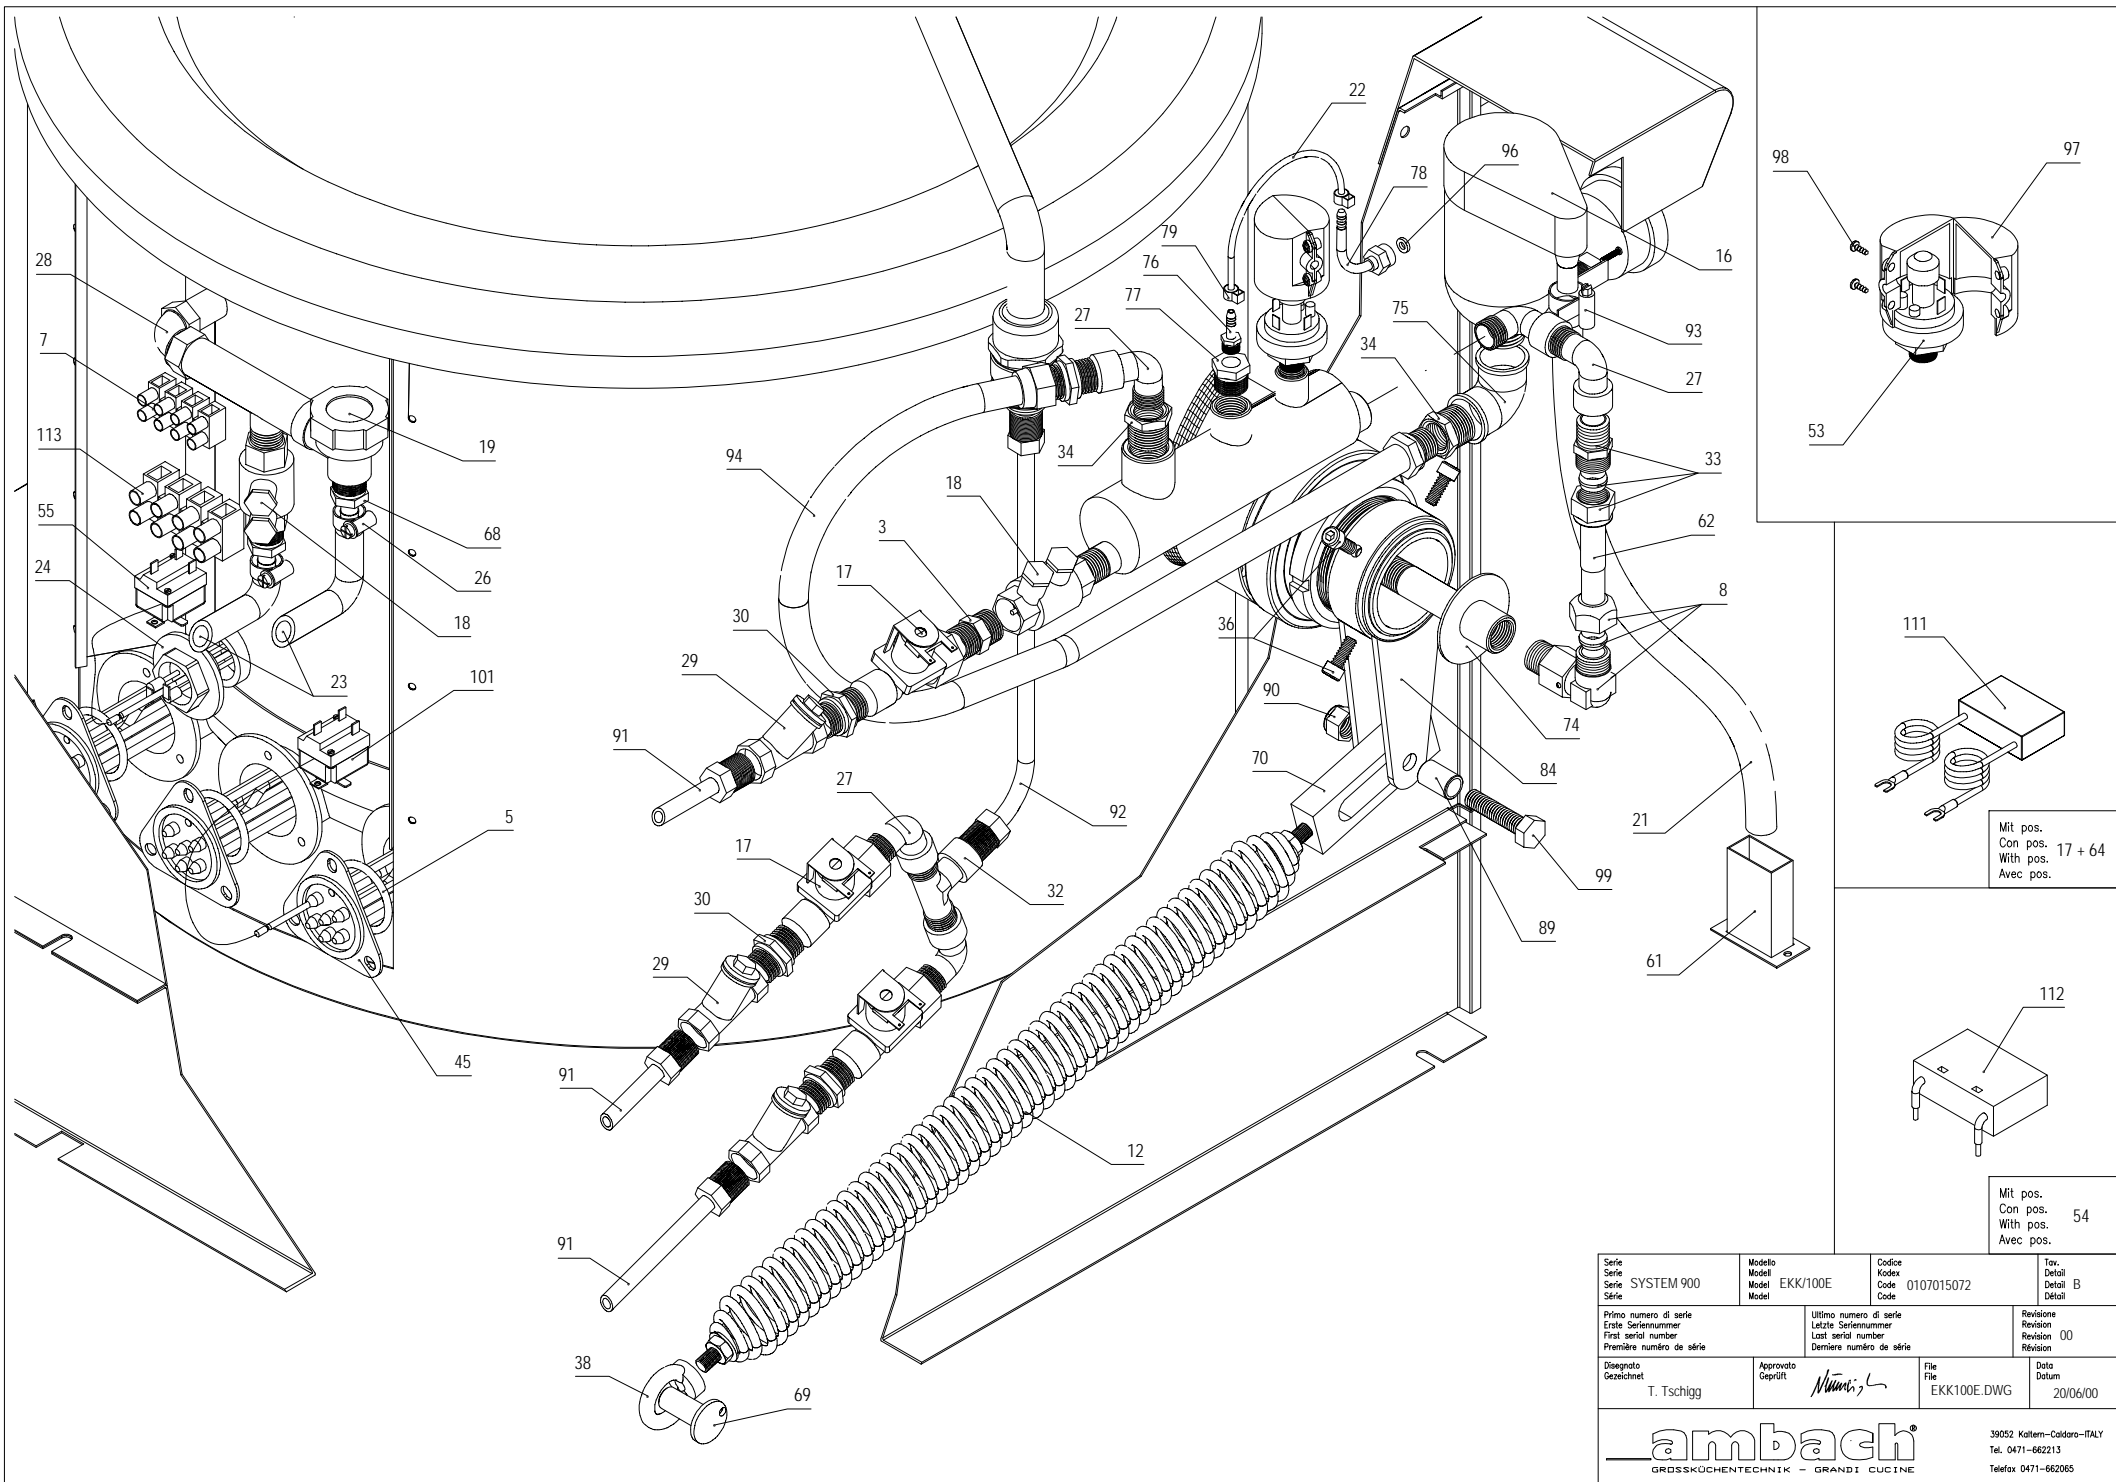 28
7
113
55
24
19
68
26
18
23
101
5
45
22
96
78
79
76
77
27
75
34
16
93
27
33
62
8
34
94
18
3
17
30
29
91
36
90
70
74
84
89
99
92
27
32
17
30
29
91
91
12
38
69
21
61
98
97
53
111
Mit pos.
Con pos.
With pos.
Avec pos.
17 + 64
112
Mit pos.
Con pos.
With pos.
Avec pos.
54
Serie
Serie
Serie SYSTEM 900
Série
Modello
Modell
Model EKK/100E
Model
Codice
Kodex
Code 0107015072
Code
Tav.
Detail
Detail B
Détail
Primo numero di serie
Erste Seriennummer
First serial number
Première numéro de série
Ultimo numero di serie
Letzte Seriennummer
Last serial number
Derniere numéro de série
Revisione
Revision
Revision 00
Révision
Disegnato
Gezeichnet
T. Tschigg
Approvato
Geprüft
File
File
EKK100E.DWG
Data
Datum
20/06/00
ambach®
GROSSKÜCHENTECHNIK – GRANDI CUCINE
39052 Kaltern-Caldaro-ITALY
Tel. 0471-662213
Telefax 0471-662065